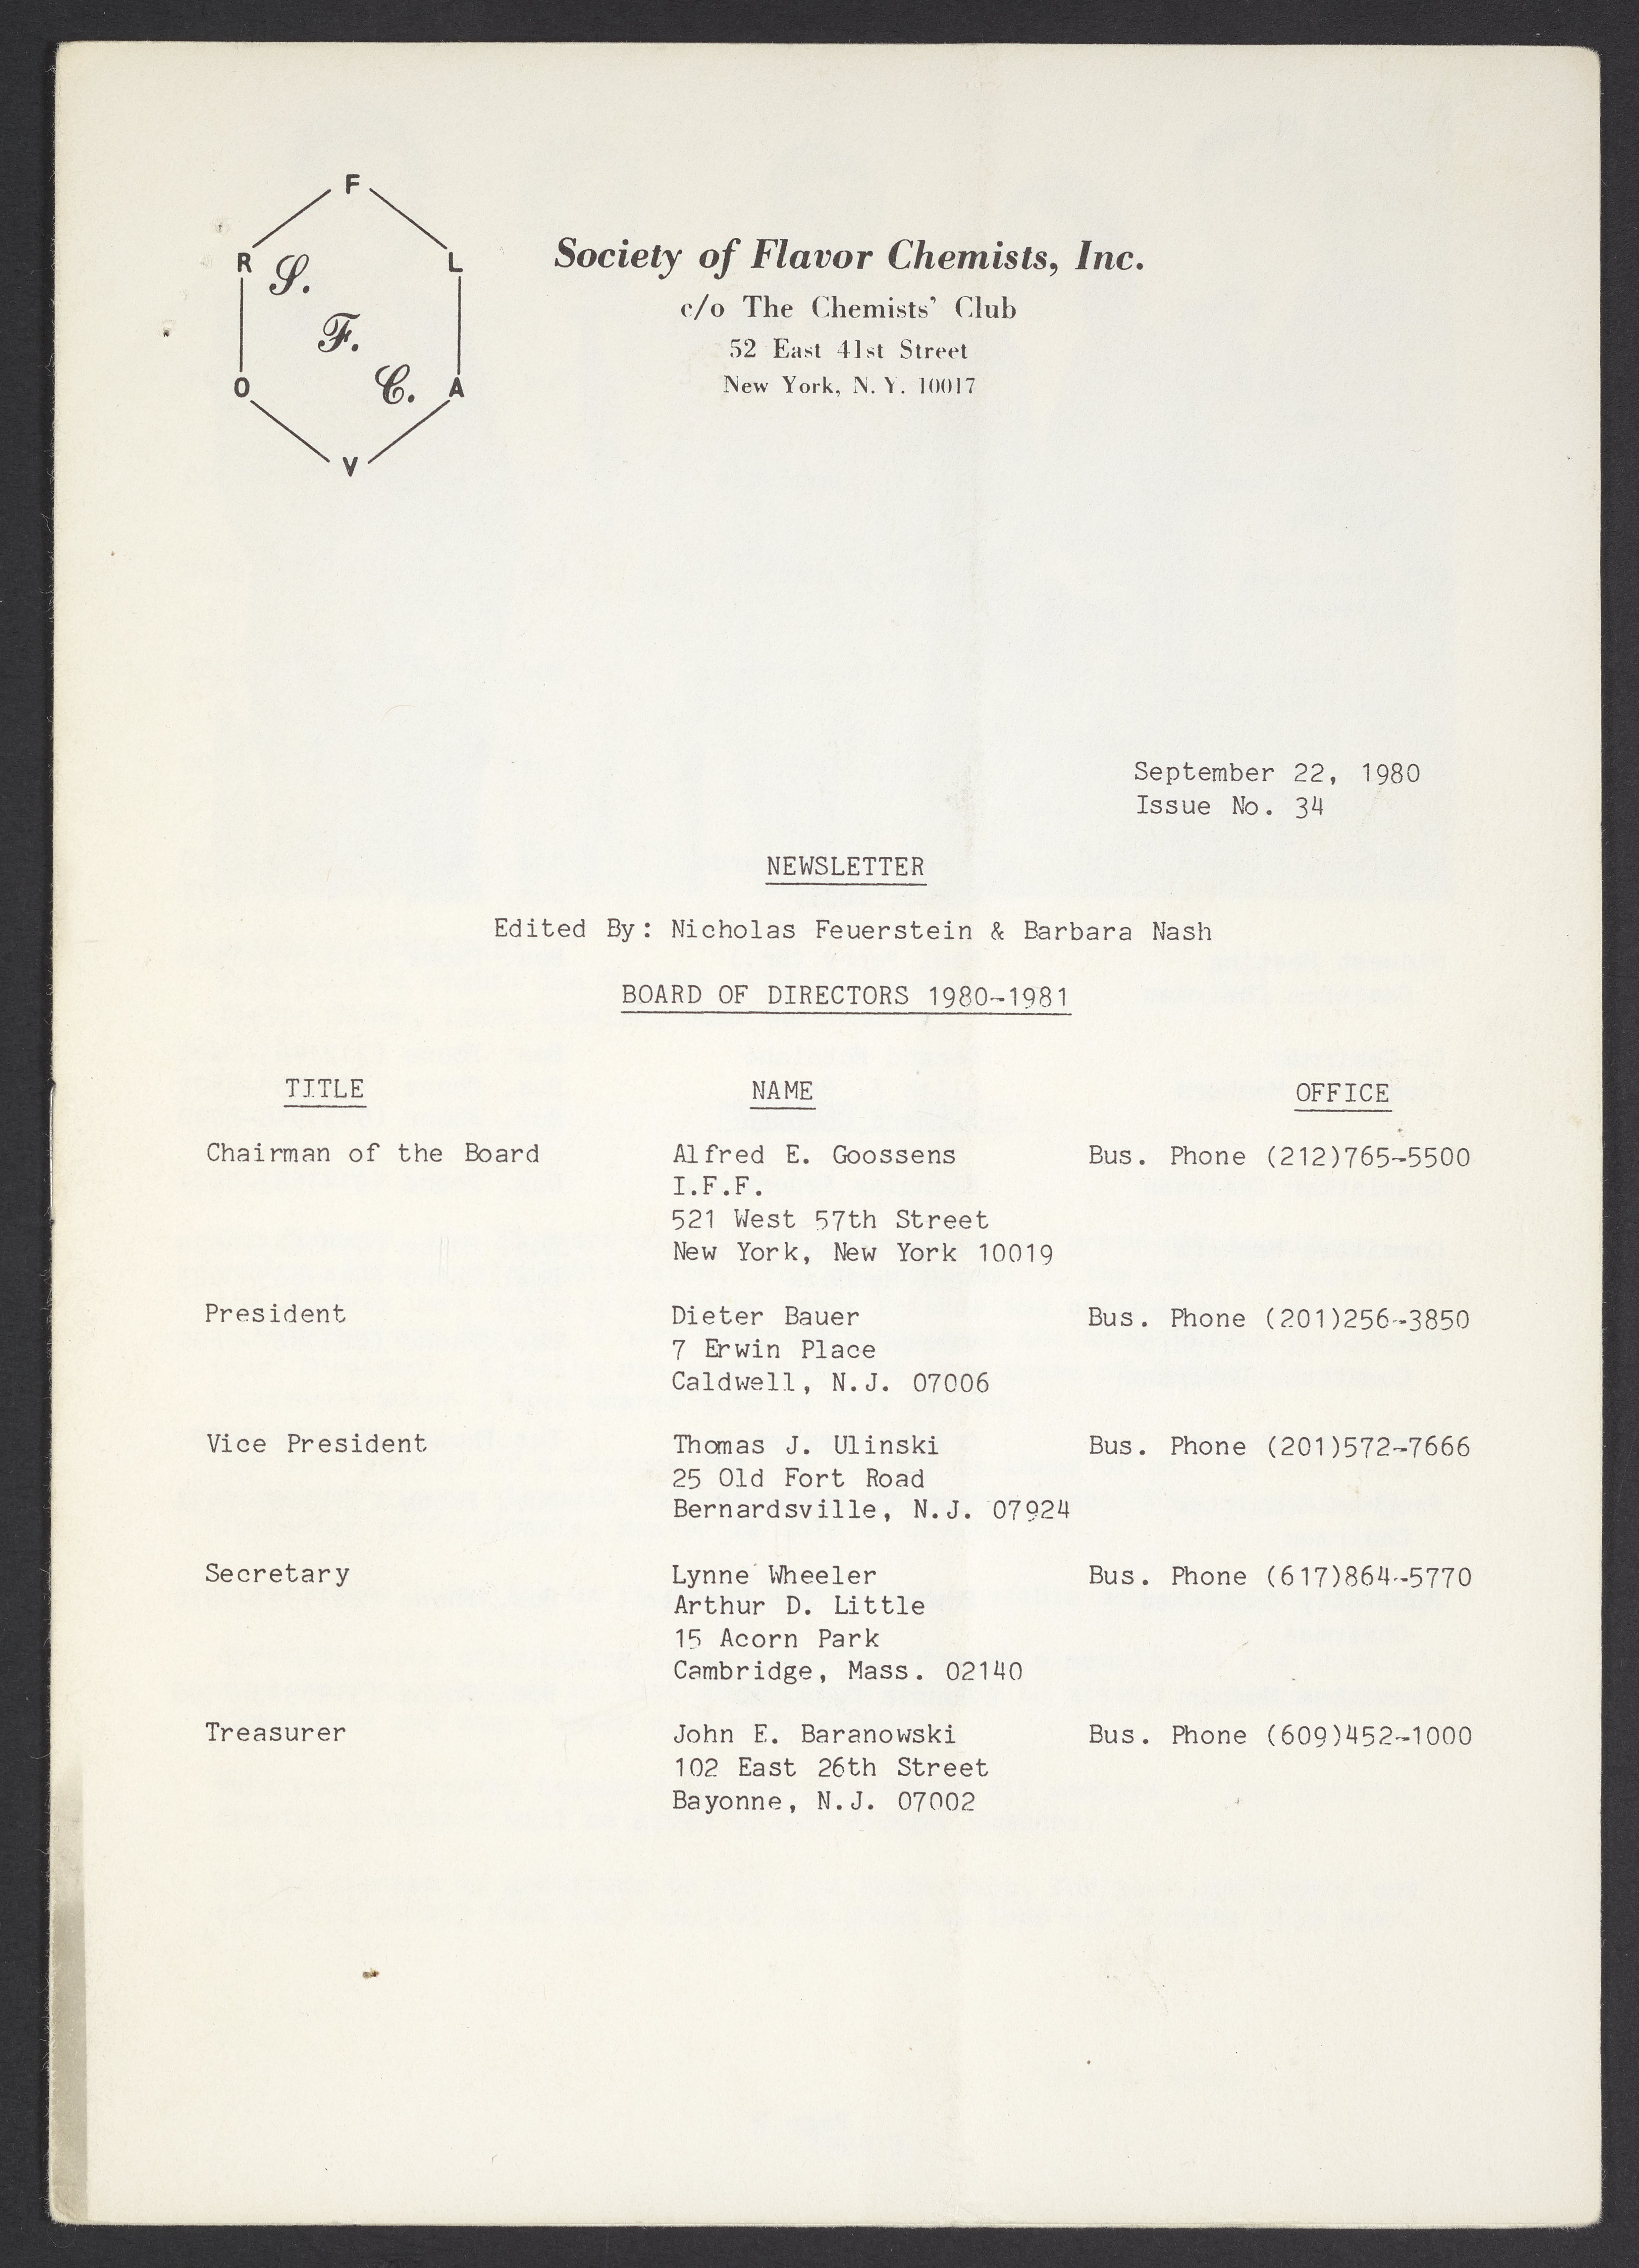 F
R L
S.
F.
C.
O A
V
Society of Flavor Chemists, Inc.
c/o The Chemists' Club
52 East 41st Street
New York, N. Y. 10017
September 22, 1980
Issue No. 34
NEWSLETTER
Edited By: Nicholas Feuerstein & Barbara Nash
BOARD OF DIRECTORS 1980-1981
TITLE NAME OFFICE
Chairman of the Board Alfred E. Goossens Bus. Phone (212)765-5500
I.F.F.
521 West 57th Street
New York, New York 10019
President Dieter Bauer Bus. Phone (201)256-3850
7 Erwin Place
Caldwell, N.J. 07006
Vice President Thomas J. Ulinski Bus. Phone (201)572-7666
25 Old Fort Road
Bernardsville, N.J. 07924
Secretary Lynne Wheeler Bus. Phone (617)864-5770
Arthur D. Little
15 Acorn Park
Cambridge, Mass. 02140
Treasurer John E. Baranowski Bus. Phone (609)452-1000
102 East 26th Street
Bayonne, N.J. 07002